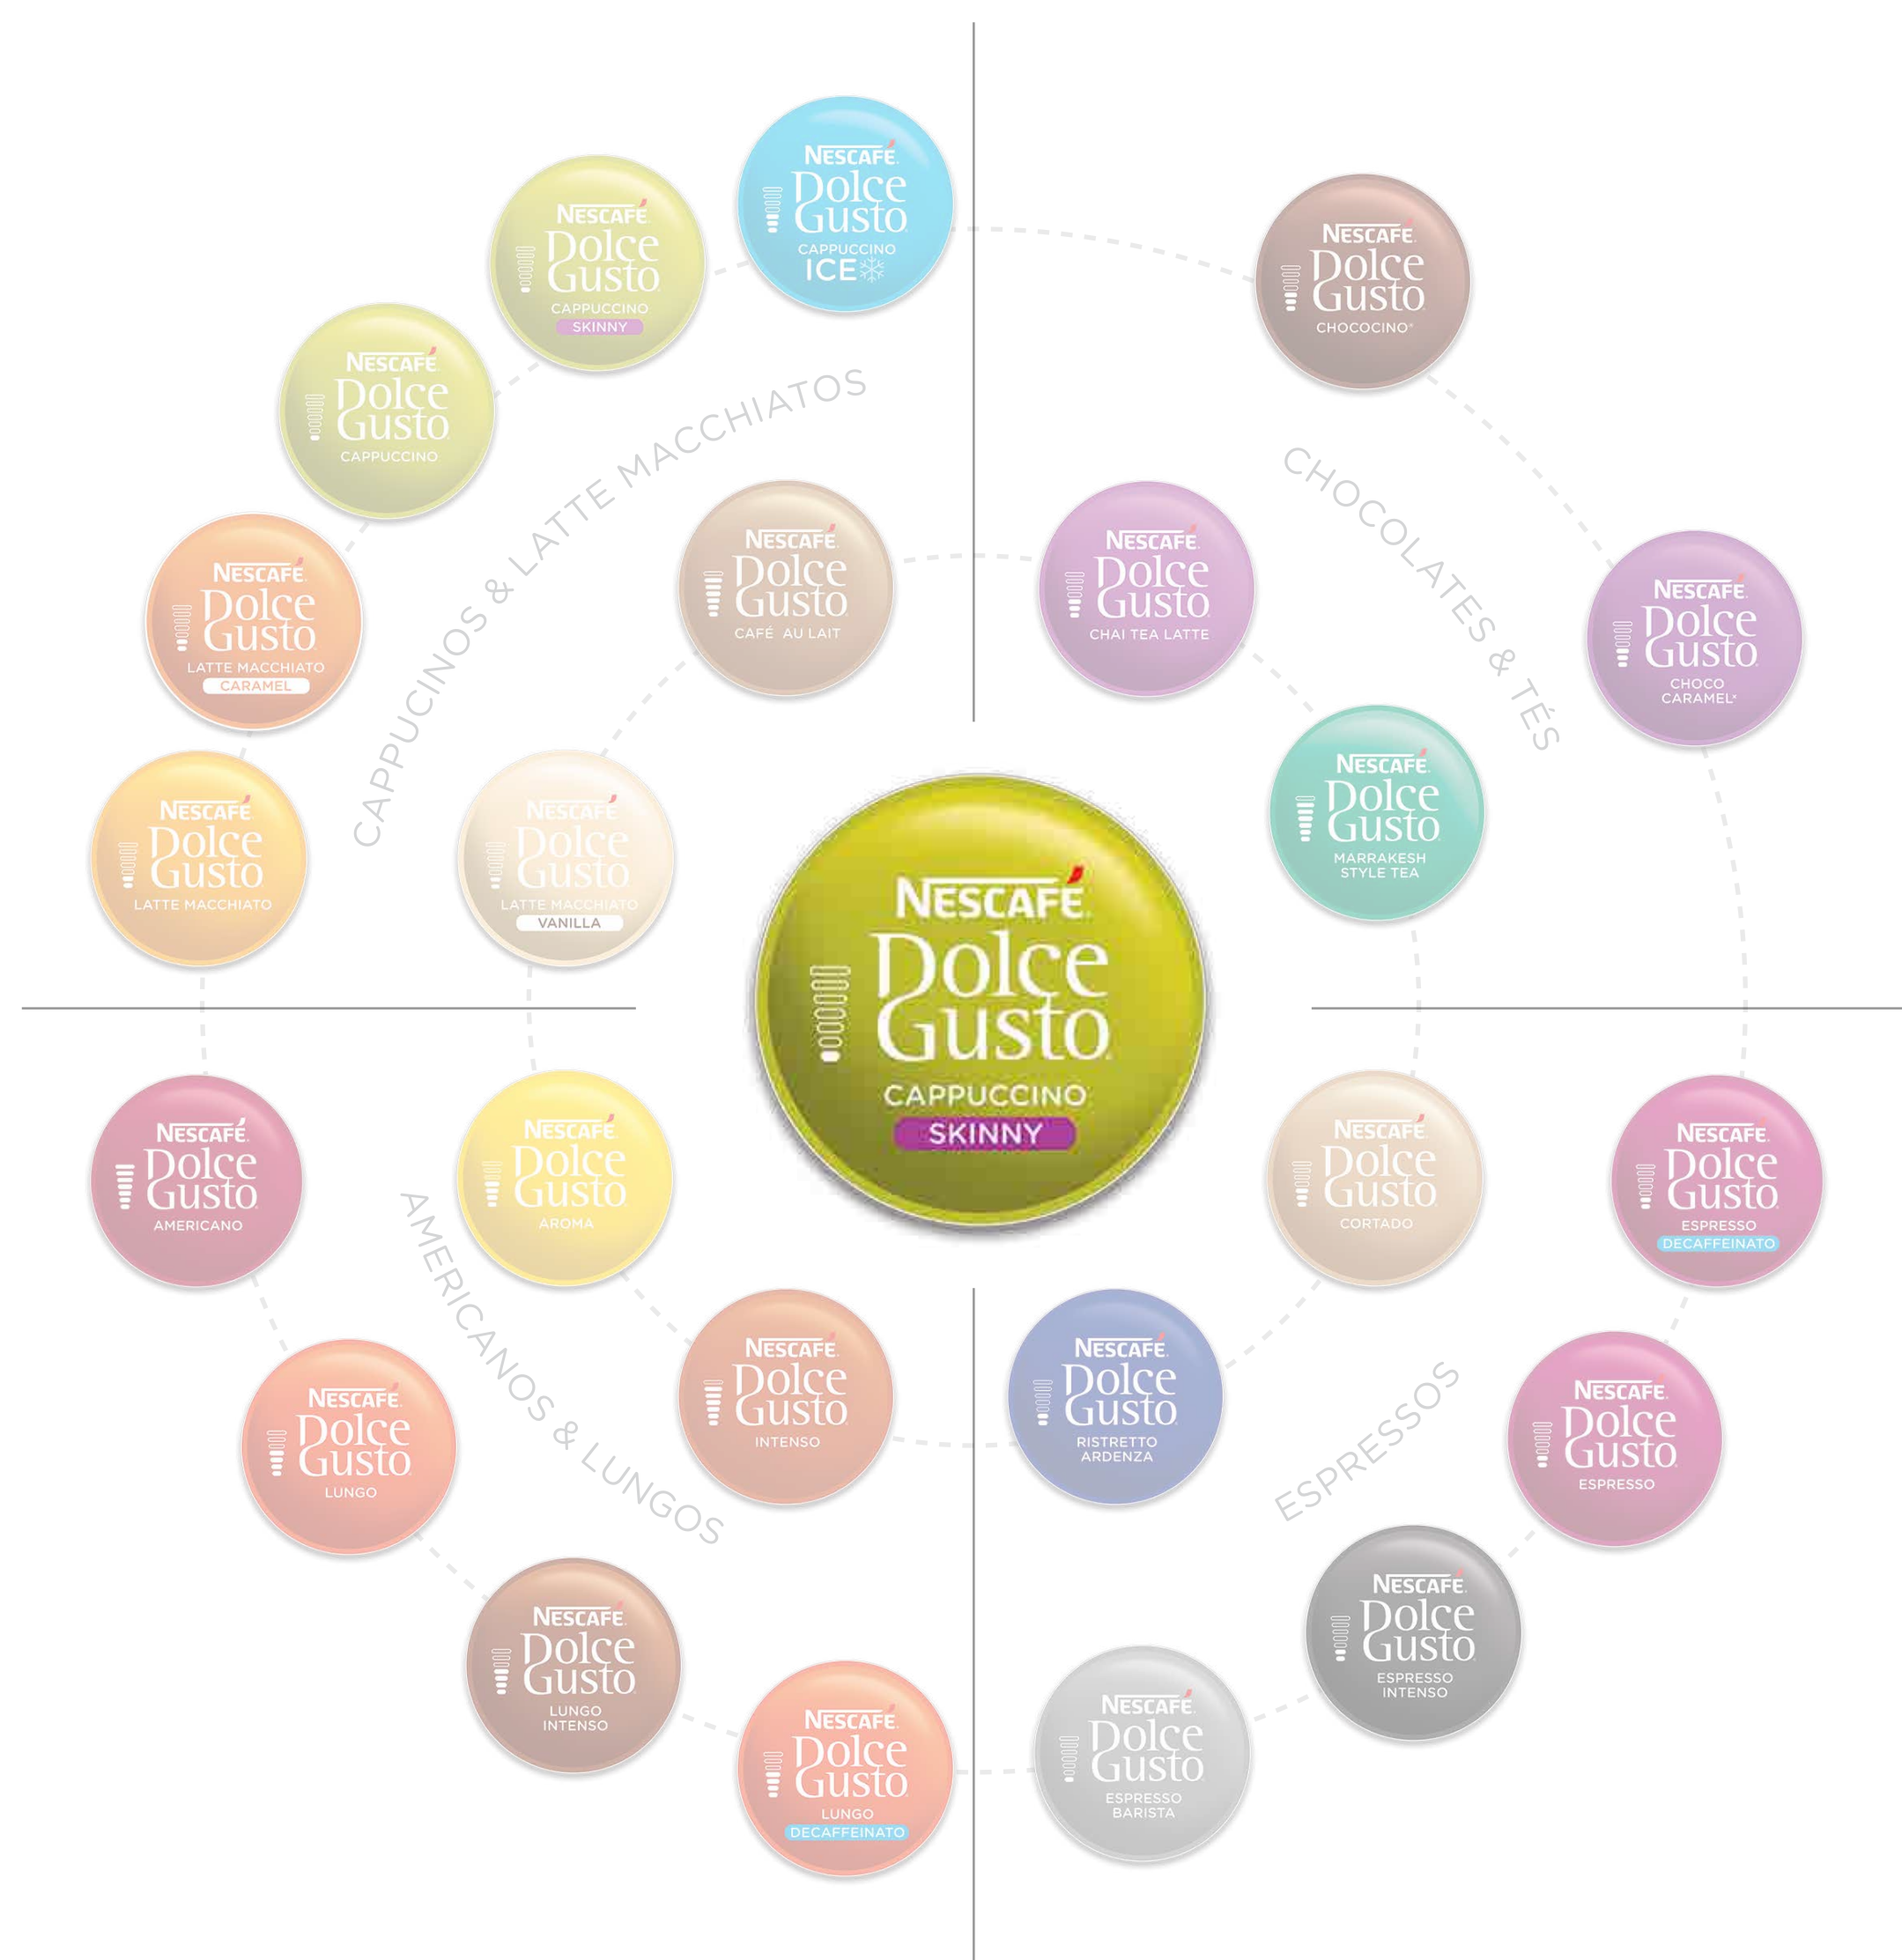 NESCAFÉ
Dolce
Gusto
CAPPUCCINO
ICE
NESCAFÉ
Dolce
Gusto
CAPPUCCINO
SKINNY
NESCAFÉ
Dolce
Gusto
CAPPUCCINO
NESCAFÉ
Dolce
Gusto
LATTE MACCHIATO
CARAMEL
NESCAFÉ
Dolce
Gusto
LATTE MACCHIATO
CAPPUCINOS & LATTE MACCHIATOS
NESCAFÉ
Dolce
Gusto
CAFÉ AU LAIT
NESCAFÉ
Dolce
Gusto
LATTE MACCHIATO
VANILLA
NESCAFÉ
Dolce
Gusto
CHOCOCINO
NESCAFÉ
Dolce
Gusto
CHOCO
CARAMEL
CHOCOLATES & TÉS
NESCAFÉ
Dolce
Gusto
CHAI TEA LATTE
NESCAFÉ
Dolce
Gusto
MARRAKESH
STYLE TEA
NESCAFÉ
Dolce
Gusto
CAPPUCCINO
SKINNY
NESCAFÉ
Dolce
Gusto
AMERICANO
NESCAFÉ
Dolce
Gusto
AROMA
NESCAFÉ
Dolce
Gusto
INTENSO
AMERICANOS & LUNGOS
NESCAFÉ
Dolce
Gusto
LUNGO
NESCAFÉ
Dolce
Gusto
LUNGO
INTENSO
NESCAFÉ
Dolce
Gusto
LUNGO
DECAFFEINATO
NESCAFÉ
Dolce
Gusto
CORTADO
NESCAFÉ
Dolce
Gusto
ESPRESSO
DECAFFEINATO
NESCAFÉ
Dolce
Gusto
RISTRETTO
ARDENZA
ESPRESSOS
NESCAFÉ
Dolce
Gusto
ESPRESSO
NESCAFÉ
Dolce
Gusto
ESPRESSO
INTENSO
NESCAFÉ
Dolce
Gusto
ESPRESSO
BARISTA